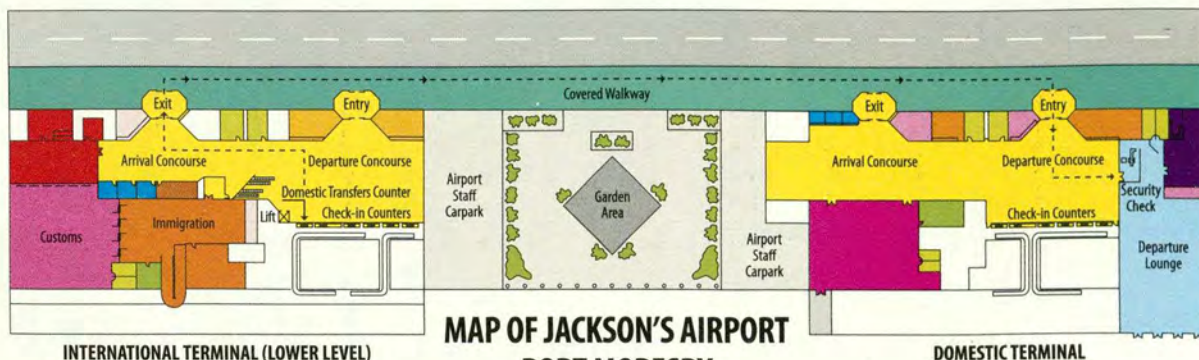 Covered Walkway
Exit
Entry
Exit
Entry
Arrival Concourse
Departure Concourse
Domestic Transfers Counter
Lift
Check-in Counters
Immigration
Customs
Airport
Staff
Carpark
Garden
Area
Airport
Staff
Carpark
Arrival Concourse
Departure Concourse
Check-in Counters
Security
Check
Departure
Lounge
MAP OF JACKSON'S AIRPORT
PORT MORESBY
INTERNATIONAL TERMINAL (LOWER LEVEL)
DOMESTIC TERMINAL